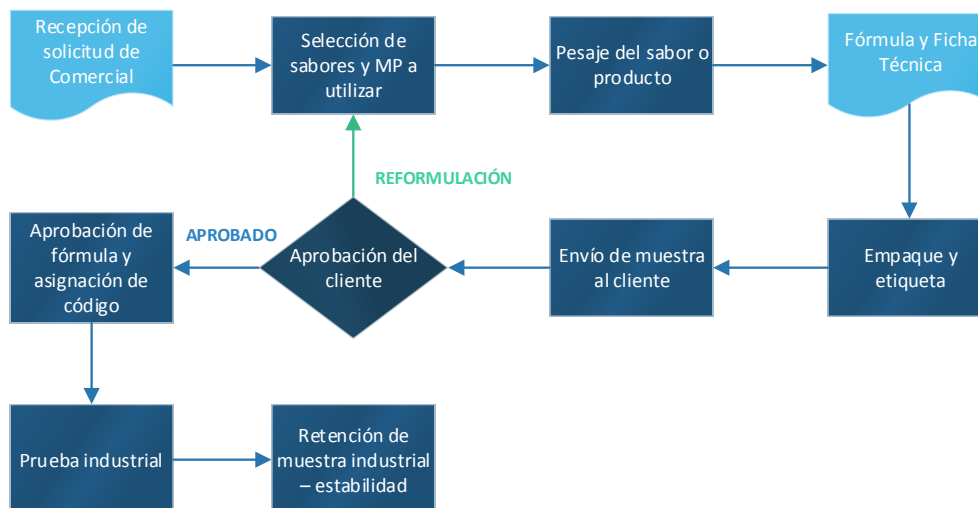 Recepción de
solicitud de
Comercial
Selección de
sabores y MP a
utilizar
Pesaje del sabor o
producto
Fórmula y Ficha
Técnica
REFORMULACIÓN
Aprobación de
fórmula y
asignación de
código
APROBADO
Aprobación del
cliente
Envío de muestra
al cliente
Empaque y
etiqueta
Prueba industrial
Retención de
muestra industrial
– estabilidad